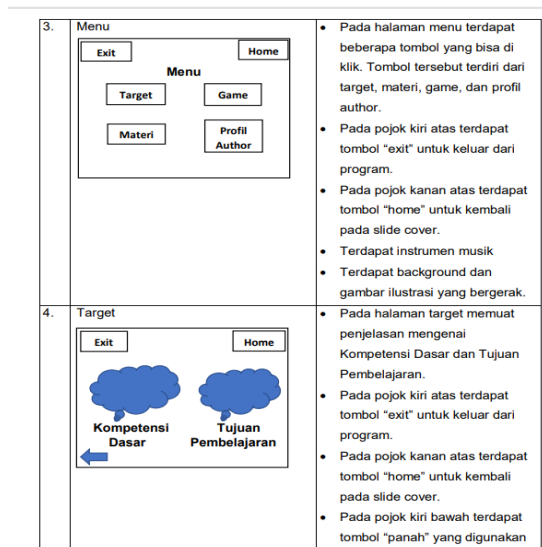 3.
Menu
Exit
Home
Menu
Target
Game
Materi
Profil
Author
• Pada halaman menu terdapat
beberapa tombol yang bisa di
klik. Tombol tersebut terdiri dari
target, materi, game, dan profil
author.
• Pada pojok kiri atas terdapat
tombol “exit” untuk keluar dari
program.
• Pada pojok kanan atas terdapat
tombol “home” untuk kembali
pada slide cover.
• Terdapat instrumen musik
• Terdapat background dan
gambar ilustrasi yang bergerak.
4.
Target
Exit
Home
Kompetensi
Dasar
Tujuan
Pembelajaran
• Pada halaman target memuat
penjelasan mengenai
Kompetensi Dasar dan Tujuan
Pembelajaran.
• Pada pojok kiri atas terdapat
tombol “exit” untuk keluar dari
program.
• Pada pojok kanan atas terdapat
tombol “home” untuk kembali
pada slide cover.
• Pada pojok kiri bawah terdapat
tombol “panah” yang digunakan